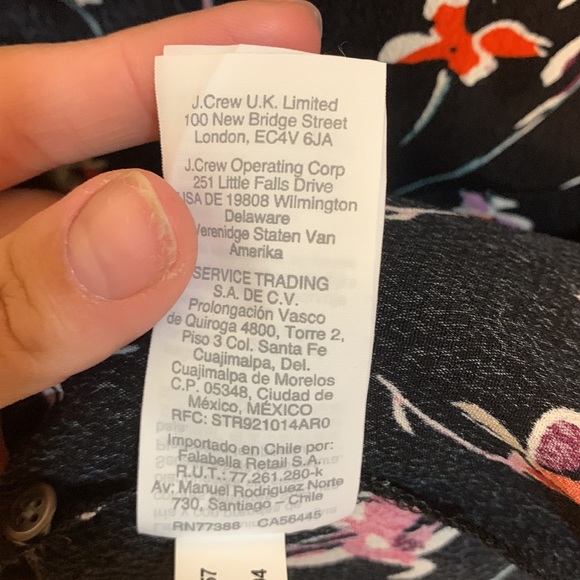 J.Crew U.K. Limited
100 New Bridge Street
London, EC4V 6JA
J.Crew Operating Corp
251 Little Falls Drive
USA DE 19808 Wilmington
Delaware
Verenidge Staten Van
Amerika
SERVICE TRADING
S.A. DE C.V.
Prolongación Vasco
de Quiroga 4800, Torre 2,
Piso 3 Col. Santa Fe
Cuajimalpa, Del.
Cuajimalpa de Morelos
C.P. 05348, Ciudad de
México, MÉXICO
RFC: STR921014AR0
Importado en Chile por:
Falabella Retail S.A.
R.U.T.: 77.261.280-k
Av: Manuel Rodriguez Norte
730, Santiago - Chile
RN77388 CA56445